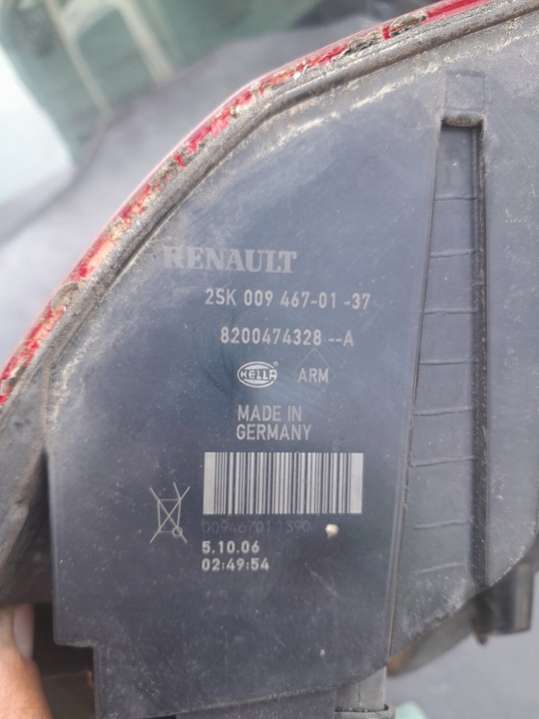 RENAULT
2SK 009 467-01 -37
8200474328 --A
HELLA ARM
MADE IN
GERMANY
5.10.06
02:49:54